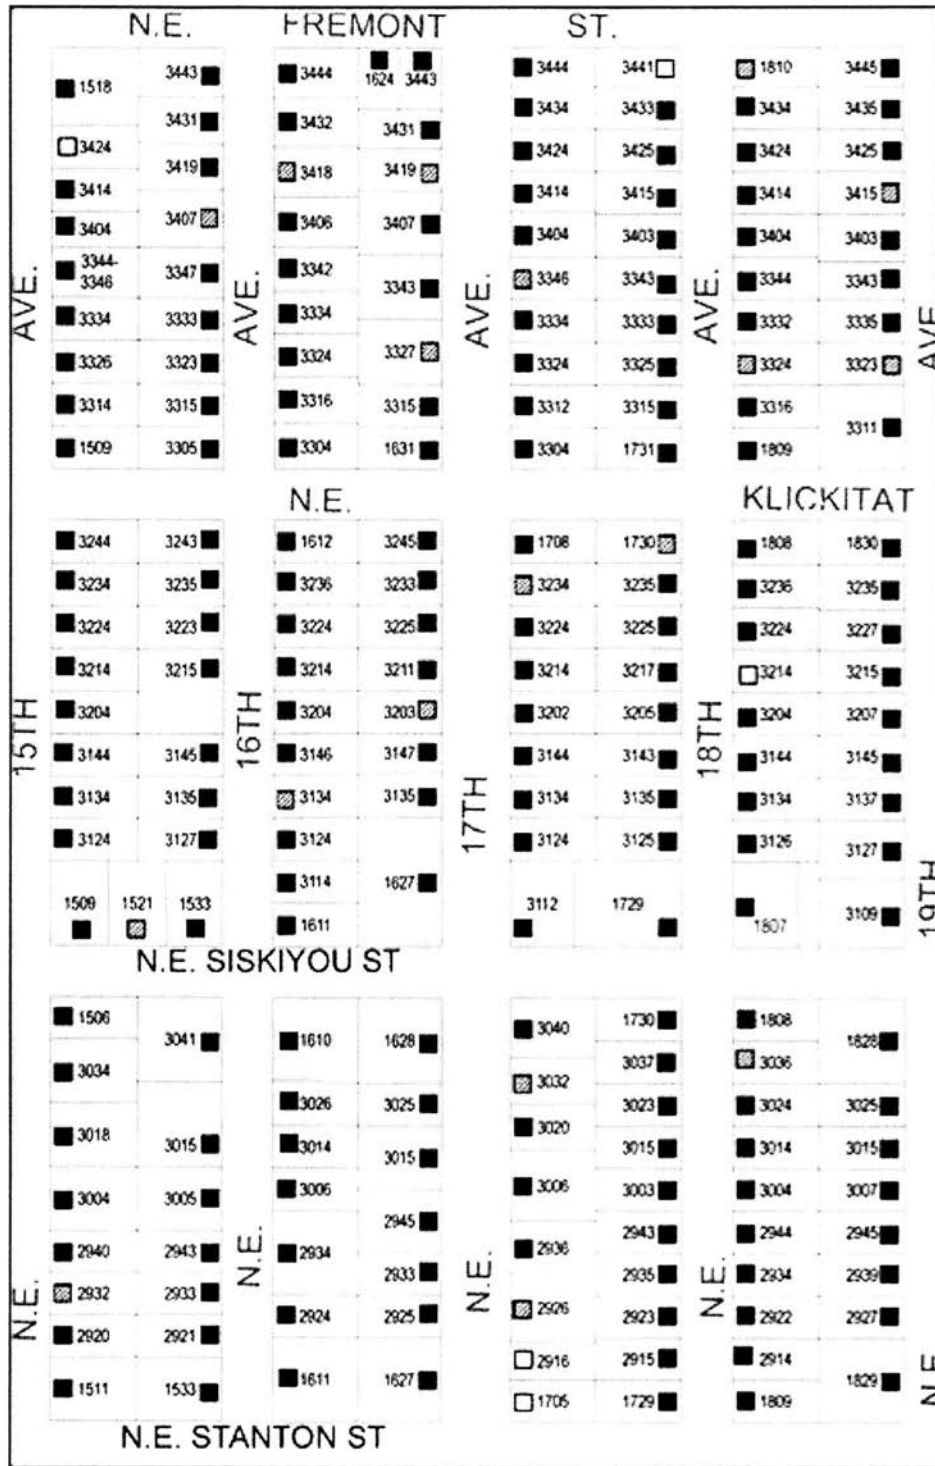 N.E. FREMONT ST.
1518 3443 3444 1624 3443 3444 3441 1810 3445
3424 3431 3432 3431 3434 3433 3434 3435
3414 3419 3418 3419 3424 3425 3424 3425
3404 3407 3406 3407 3414 3415 3414 3415
3344-
3346 3347 3342 3343 3404 3403 3404 3403
3334 3333 3334 3327 3346 3343 3344 3343
3326 3323 3324 3315 3334 3333 3332 3335
3314 3315 3316 1631 3324 3325 3324 3323
1509 3305 3304 3312 3315 3316 3311
3304 1731 1809
AVE. AVE. AVE. AVE. AVE
N.E. KLICKITAT
3244 3243 1612 3245 1708 1730 1808 1830
3234 3235 3236 3233 3234 3235 3236 3235
3224 3223 3224 3225 3224 3225 3224 3227
3214 3215 3214 3211 3214 3217 3214 3215
3204 3204 3203 3202 3205 3204 3207
3144 3145 3146 3147 3144 3143 3144 3145
3134 3135 3134 3135 3134 3135 3134 3137
3124 3127 3124 3124 3125 3126 3127
3114 1627
1509 1521 1533 1611 3112 1729 1807 3109
15TH 16TH 17TH 18TH 19TH
N.E. SISKIYOU ST
1506 3041 1610 1628 3040 1730 1808 1828
3034 3026 3025 3032 3037 3036
3018 3015 3014 3015 3020 3023 3024 3025
3004 3005 3006 2945 3006 3015 3014 3015
2940 2943 2934 2933 2936 3003 3004 3007
2932 2933 2924 2925 2926 2943 2944 2945
2920 2921 1611 1627 2916 2935 2934 2939
1511 1533 1705 2923 2922 2927
2915 2914 1829
1729 1809
N.E. N.E. N.E. N.E. N.E
N.E. STANTON ST